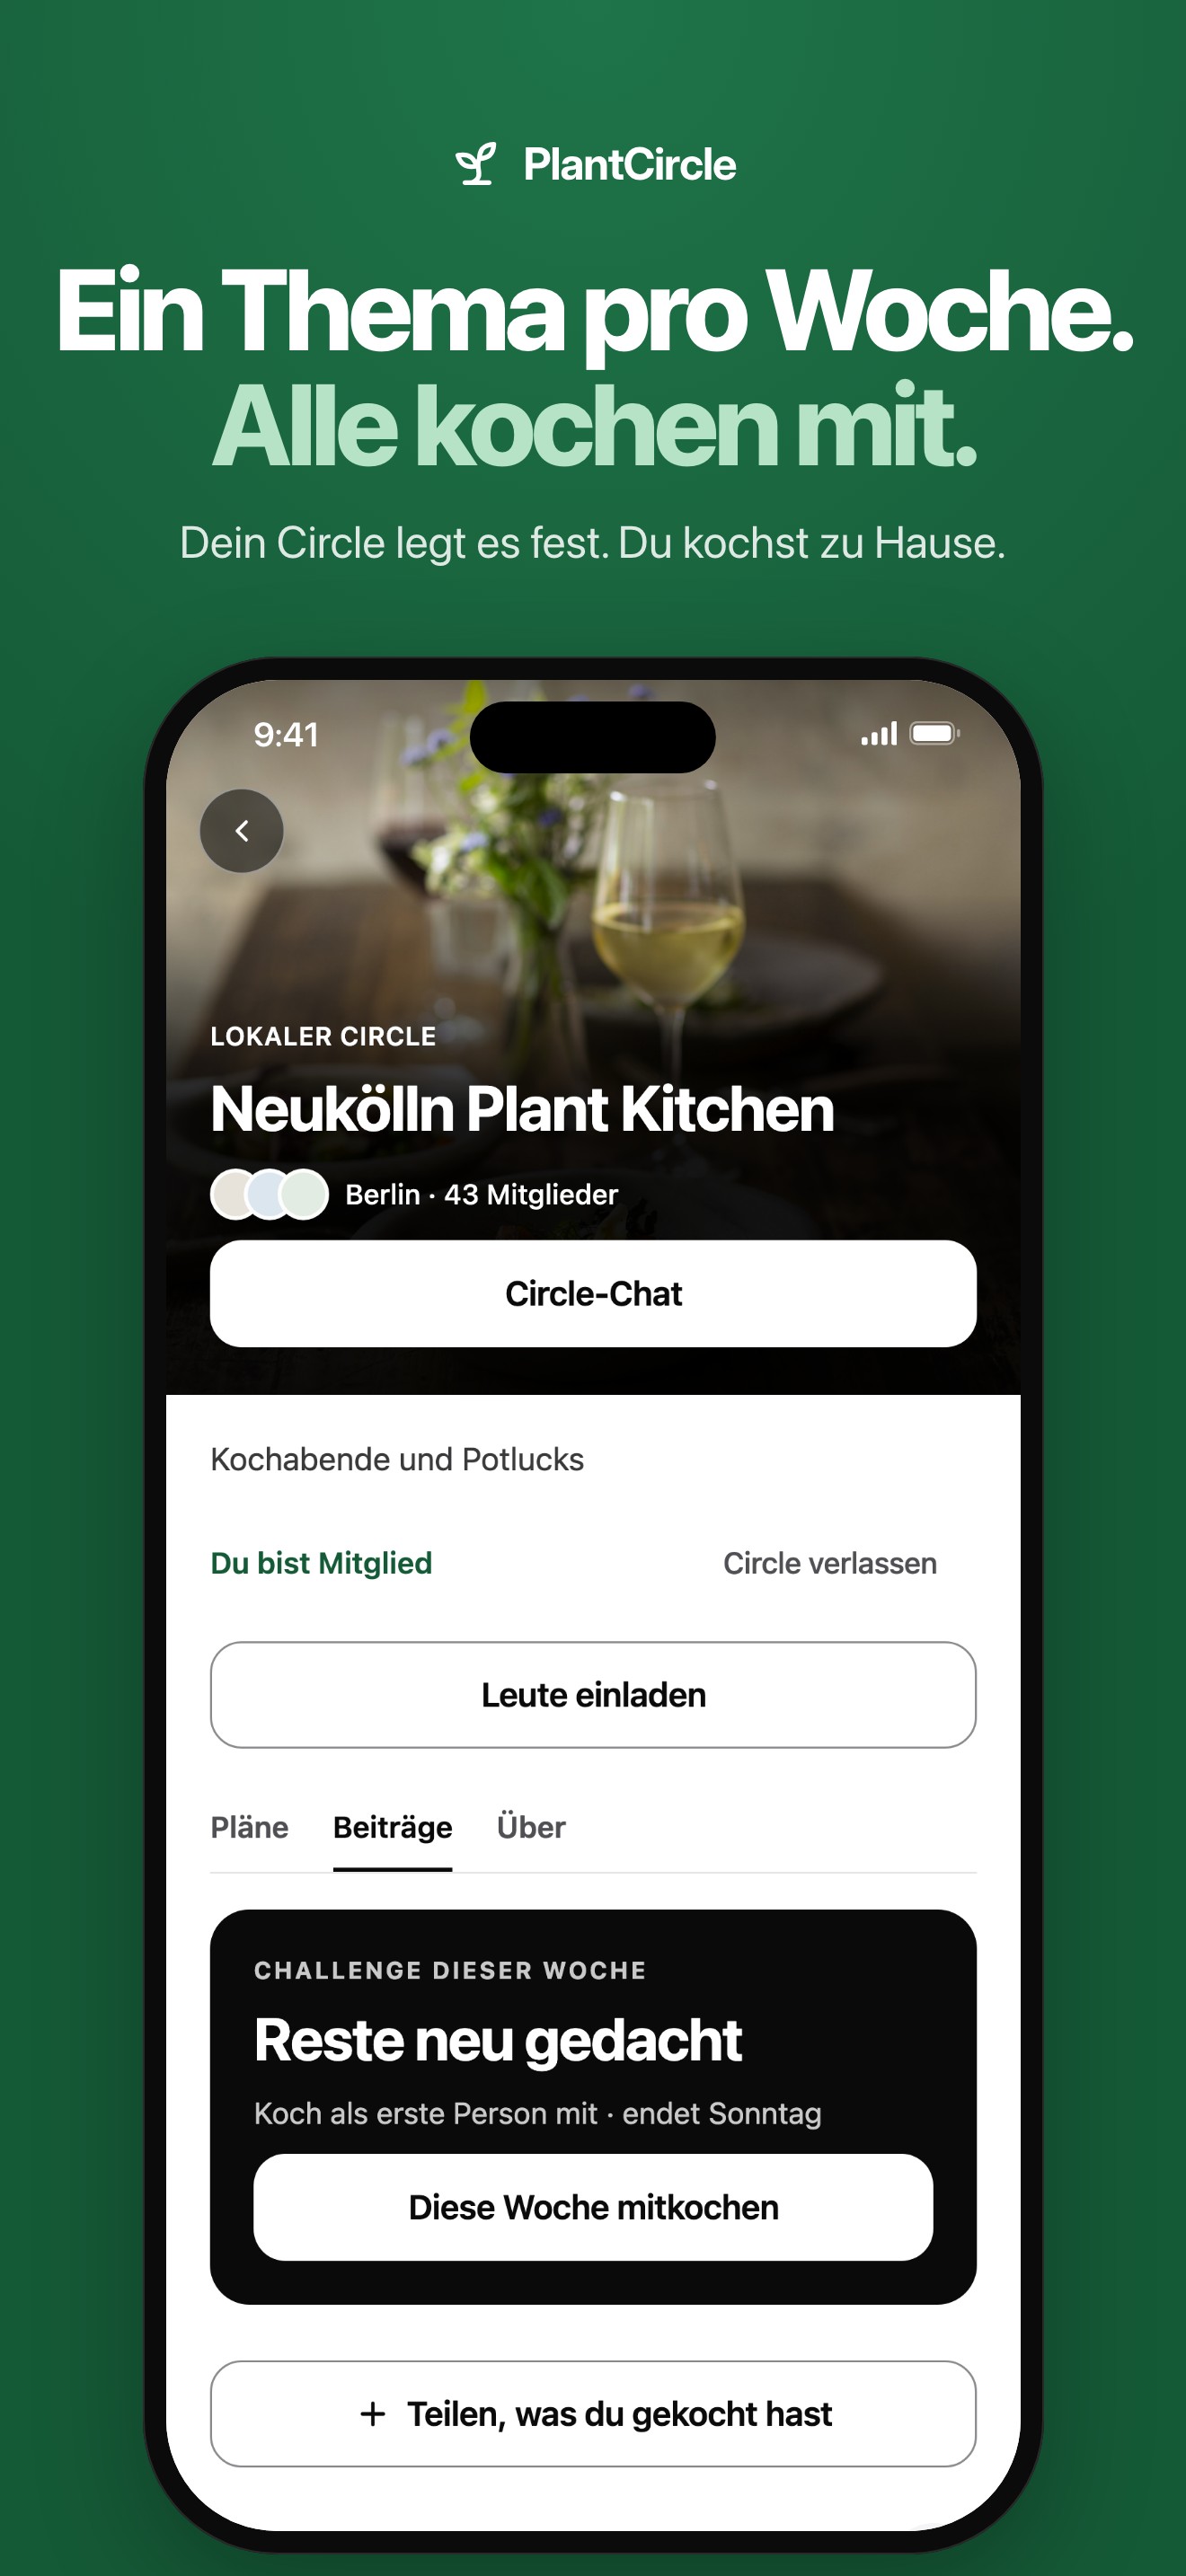 PlantCircle
Ein Thema pro Woche.
Alle kochen mit.
Dein Circle legt es fest. Du kochst zu Hause.
9:41
LOKALER CIRCLE
Neukölln Plant Kitchen
Berlin · 43 Mitglieder
Circle-Chat
Kochabende und Potlucks
Du bist Mitglied Circle verlassen
Leute einladen
Pläne Beiträge Über
CHALLENGE DIESER WOCHE
Reste neu gedacht
Koch als erste Person mit · endet Sonntag
Diese Woche mitkochen
+ Teilen, was du gekocht hast